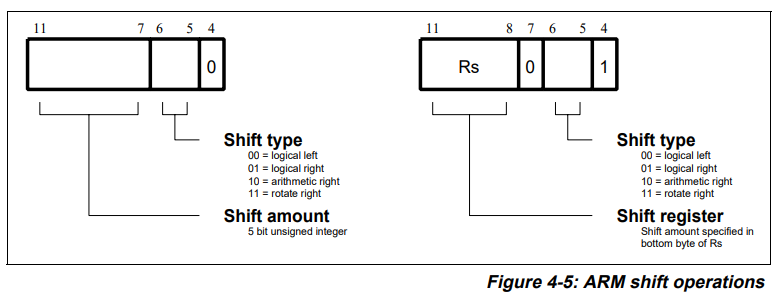 11 7 6 5 4
0
Shift type
00 = logical left
01 = logical right
10 = arithmetic right
11 = rotate right
Shift amount
5 bit unsigned integer
11 8 7 6 5 4
Rs 0 1
Shift type
00 = logical left
01 = logical right
10 = arithmetic right
11 = rotate right
Shift register
Shift amount specified in
bottom byte of Rs
Figure 4-5: ARM shift operations